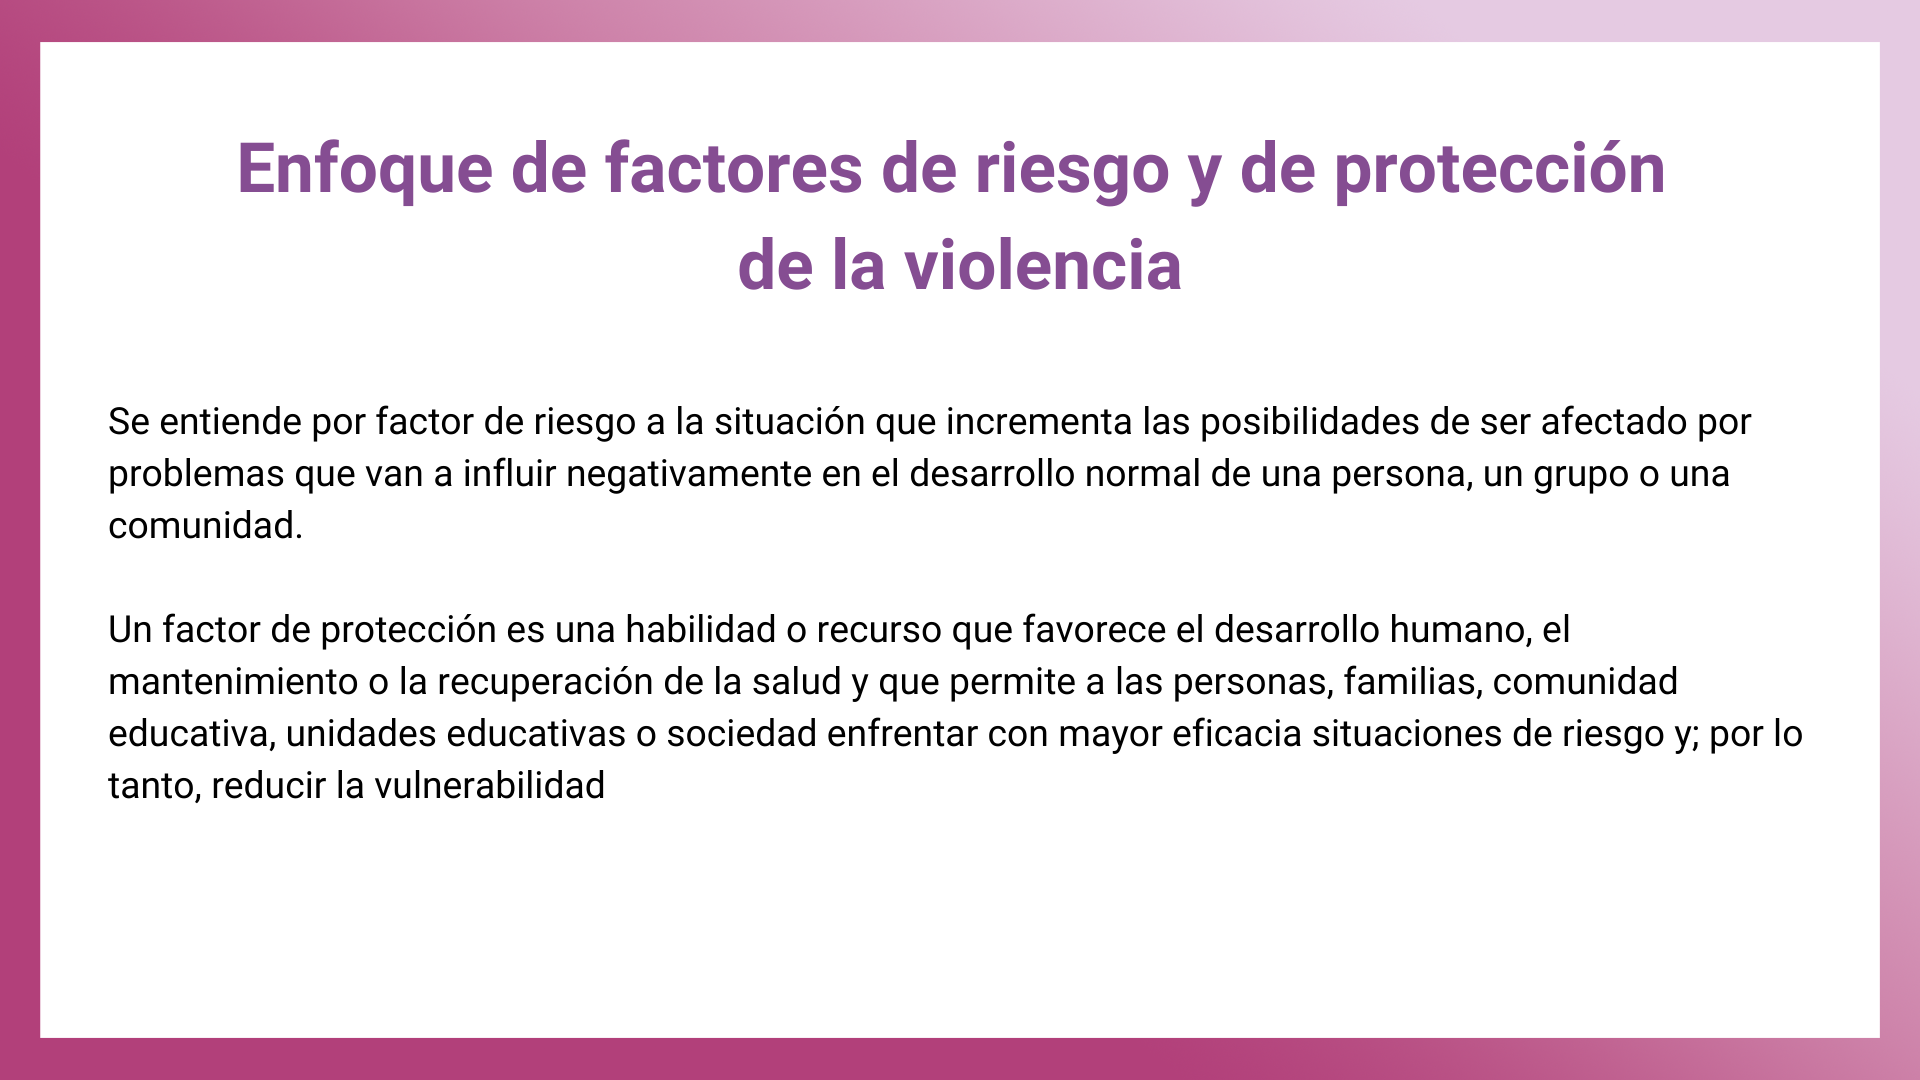 Enfoque de factores de riesgo y de protección
de la violencia
Se entiende por factor de riesgo a la situación que incrementa las posibilidades de ser afectado por
problemas que van a influir negativamente en el desarrollo normal de una persona, un grupo o una
comunidad.
Un factor de protección es una habilidad o recurso que favorece el desarrollo humano, el
mantenimiento o la recuperación de la salud y que permite a las personas, familias, comunidad
educativa, unidades educativas o sociedad enfrentar con mayor eficacia situaciones de riesgo y; por lo
tanto, reducir la vulnerabilidad